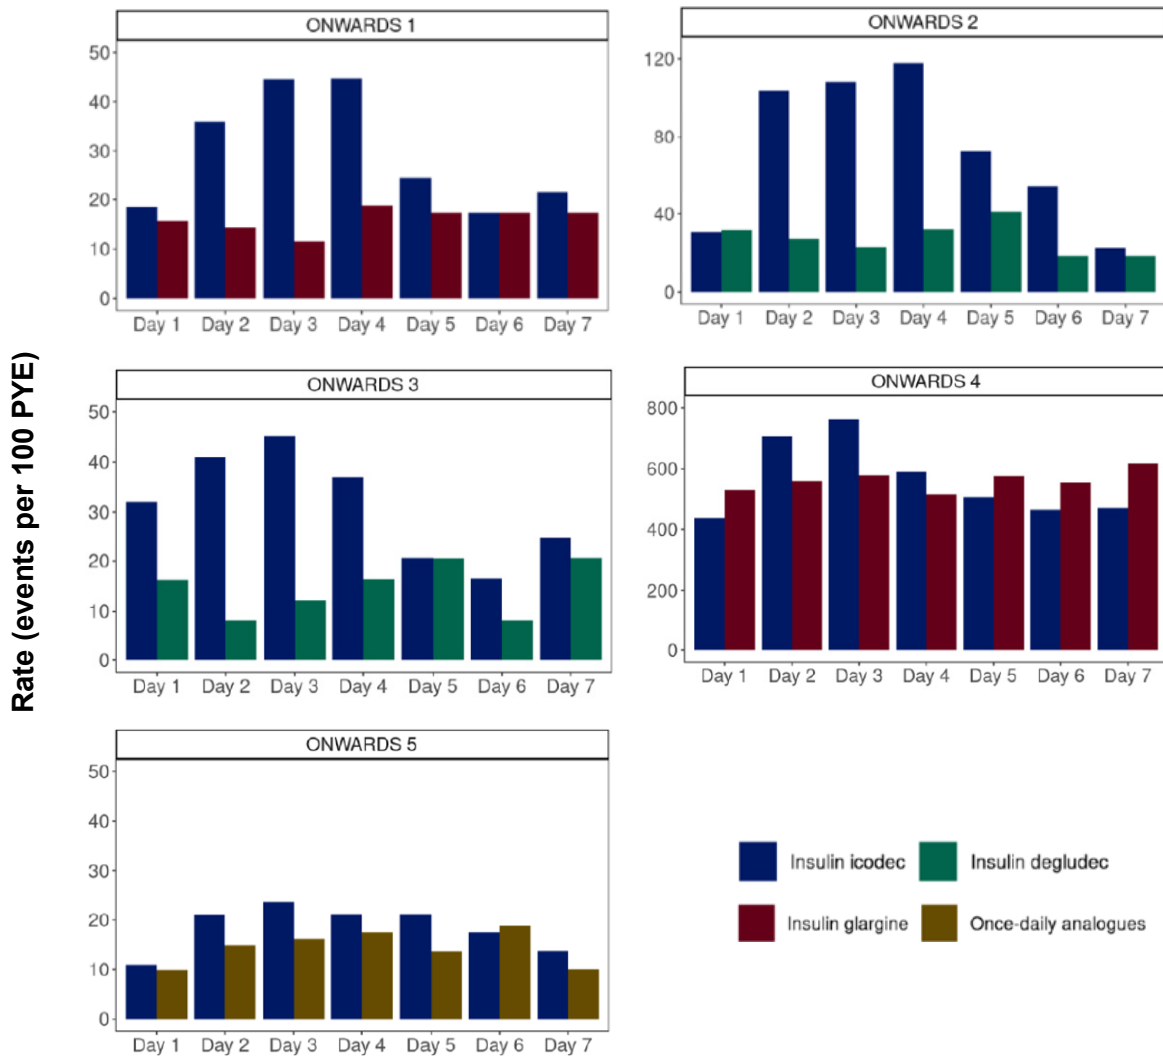 Rate (events per 100 PYE)
ONWARDS 1
50
40
30
20
10
0
Day 1 Day 2 Day 3 Day 4 Day 5 Day 6 Day 7
ONWARDS 2
120
80
40
0
Day 1 Day 2 Day 3 Day 4 Day 5 Day 6 Day 7
ONWARDS 3
50
40
30
20
10
0
Day 1 Day 2 Day 3 Day 4 Day 5 Day 6 Day 7
ONWARDS 4
800
600
400
200
0
Day 1 Day 2 Day 3 Day 4 Day 5 Day 6 Day 7
ONWARDS 5
50
40
30
20
10
0
Day 1 Day 2 Day 3 Day 4 Day 5 Day 6 Day 7
Insulin icodec Insulin degludec
Insulin glargine Once-daily analogues